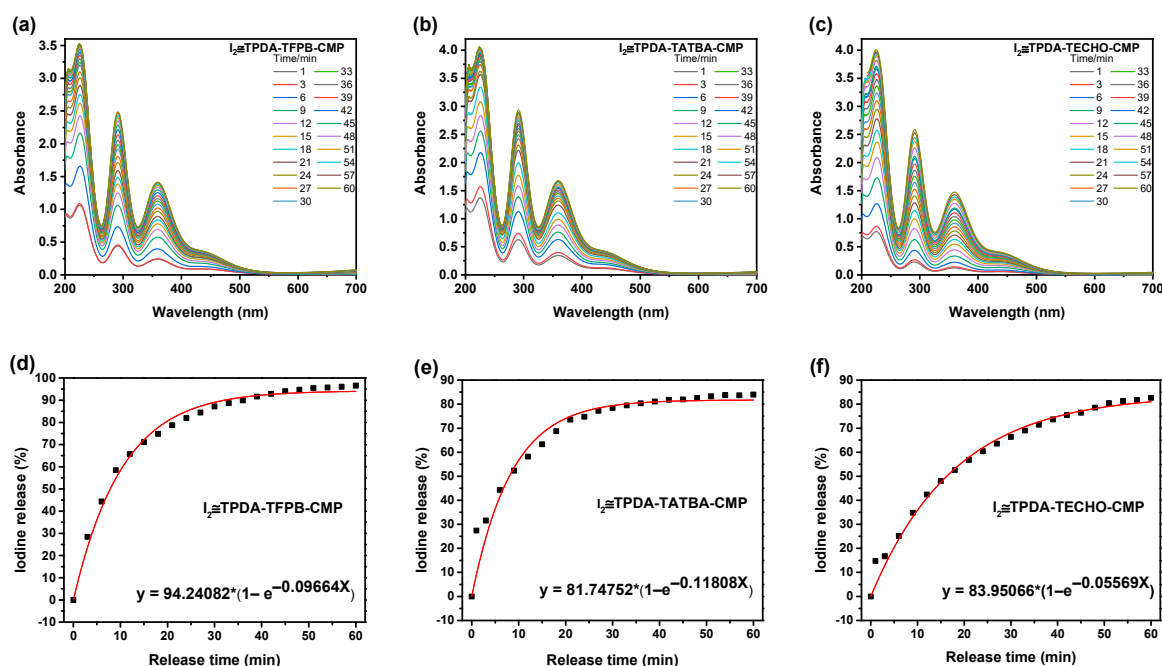 (a)
I₂≅TPDA-TFPB-CMP
Time/min
1 33
3 36
6 39
9 42
12 45
15 48
18 51
21 54
24 57
27 60
30
3.5
3.0
2.5
2.0
1.5
1.0
0.5
0.0
Absorbance
200 300 400 500 600 700
Wavelength (nm)
(b)
I₂≅TPDA-TATBA-CMP
Time/min
1 33
3 36
6 39
9 42
12 45
15 48
18 51
21 54
24 57
27 60
30
4.0
3.5
3.0
2.5
2.0
1.5
1.0
0.5
0.0
Absorbance
200 300 400 500 600 700
Wavelength (nm)
(c)
I₂≅TPDA-TECHO-CMP
Time/min
1 33
3 36
6 39
9 42
12 45
15 48
18 51
21 54
24 57
27 60
30
4.0
3.5
3.0
2.5
2.0
1.5
1.0
0.5
0.0
Absorbance
200 300 400 500 600 700
Wavelength (nm)
(d)
100
90
80
70
60
50
40
30
20
10
0
-10
Iodine release (%)
I₂≅TPDA-TFPB-CMP
y = 94.24082*(1– e^–0.09664X)
0 10 20 30 40 50 60
Release time (min)
(e)
90
80
70
60
50
40
30
20
10
0
-10
Iodine release (%)
I₂≅TPDA-TATBA-CMP
y = 81.74752*(1–e^–0.11808X)
0 10 20 30 40 50 60
Release time (min)
(f)
90
80
70
60
50
40
30
20
10
0
-10
Iodine release (%)
I₂≅TPDA-TECHO-CMP
y = 83.95066*(1–e^–0.05569X)
0 10 20 30 40 50 60
Release time (min)